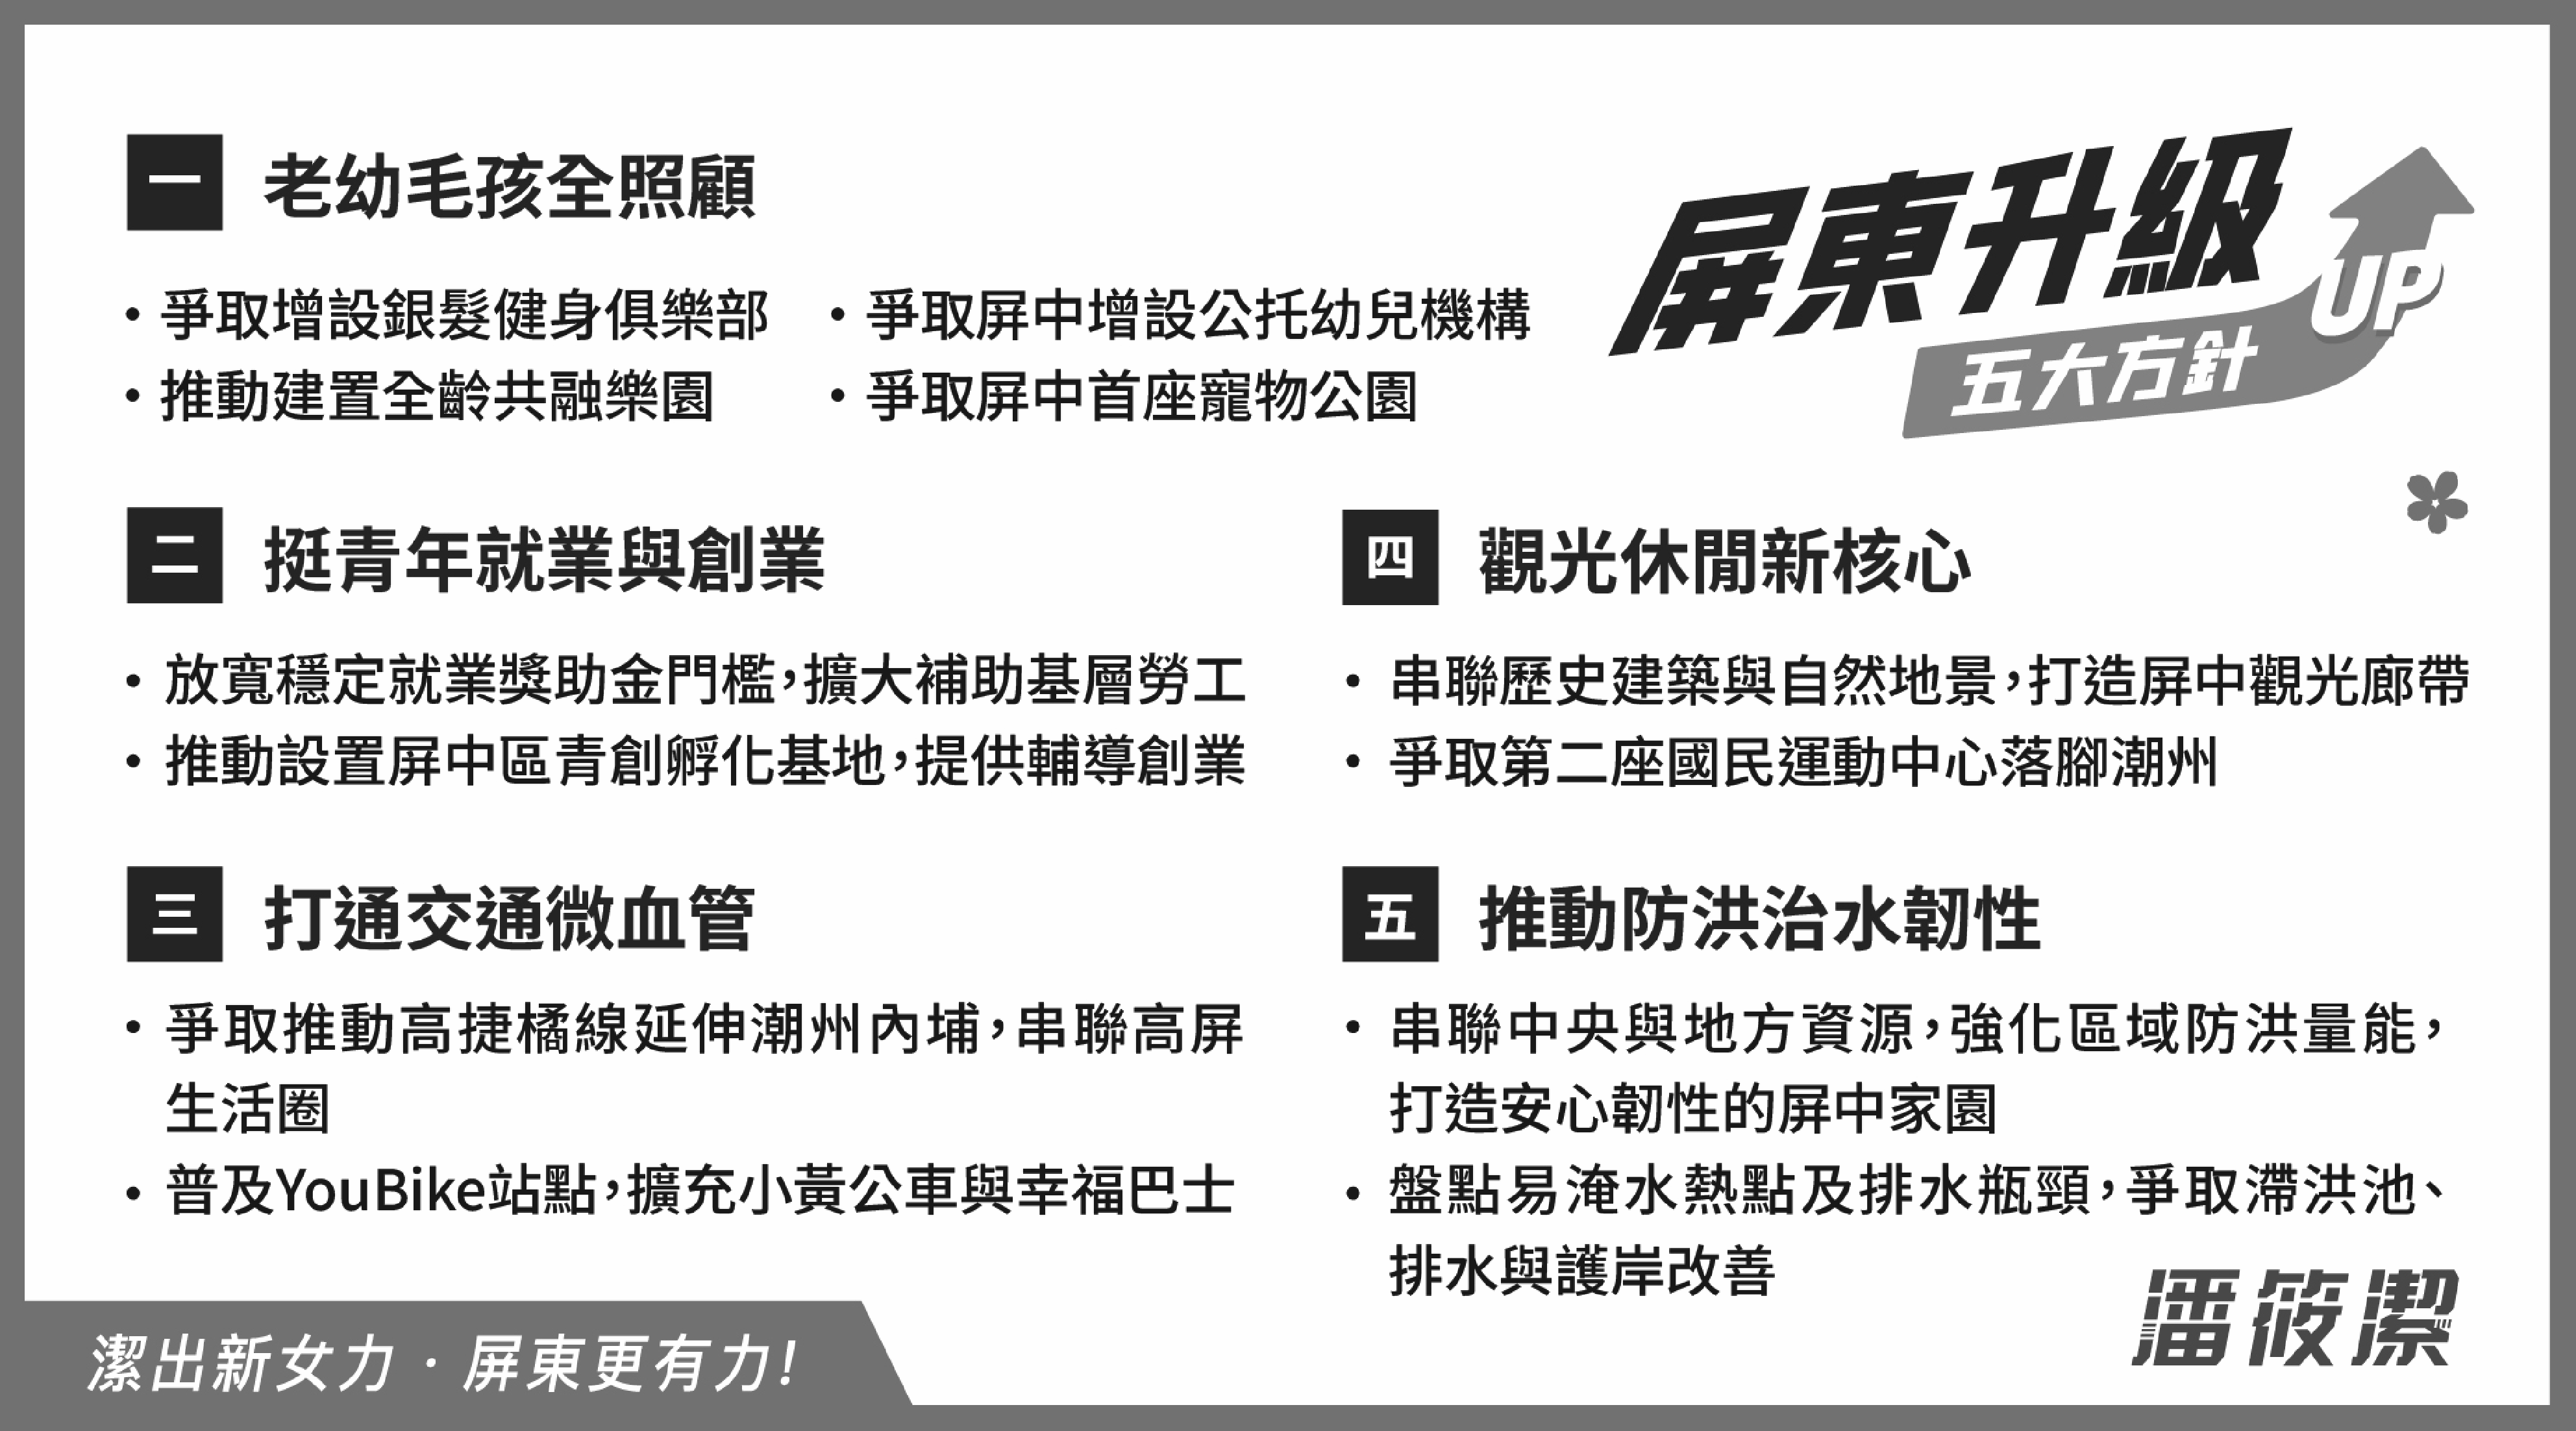 屏東升級UP
五大方針
一 老幼毛孩全照顧
・爭取增設銀髮健身俱樂部
・推動建置全齡共融樂園
・爭取屏中增設公托幼兒機構
・爭取屏中首座寵物公園
二 挺青年就業與創業
・放寬穩定就業獎助金門檻，擴大補助基層勞工
・推動設置屏中區青創孵化基地，提供輔導創業
三 打通交通微血管
・爭取推動高捷橘線延伸潮州內埔，串聯高屏
生活圈
・普及YouBike站點，擴充小黃公車與幸福巴士
四 觀光休閒新核心
・串聯歷史建築與自然地景，打造屏中觀光廊帶
・爭取第二座國民運動中心落腳潮州
五 推動防洪治水韌性
・串聯中央與地方資源，強化區域防洪量能，
打造安心韌性的屏中家園
・盤點易淹水熱點及排水瓶頸，爭取滯洪池、
排水與護岸改善
潔出新女力．屏東更有力！
潘筱潔